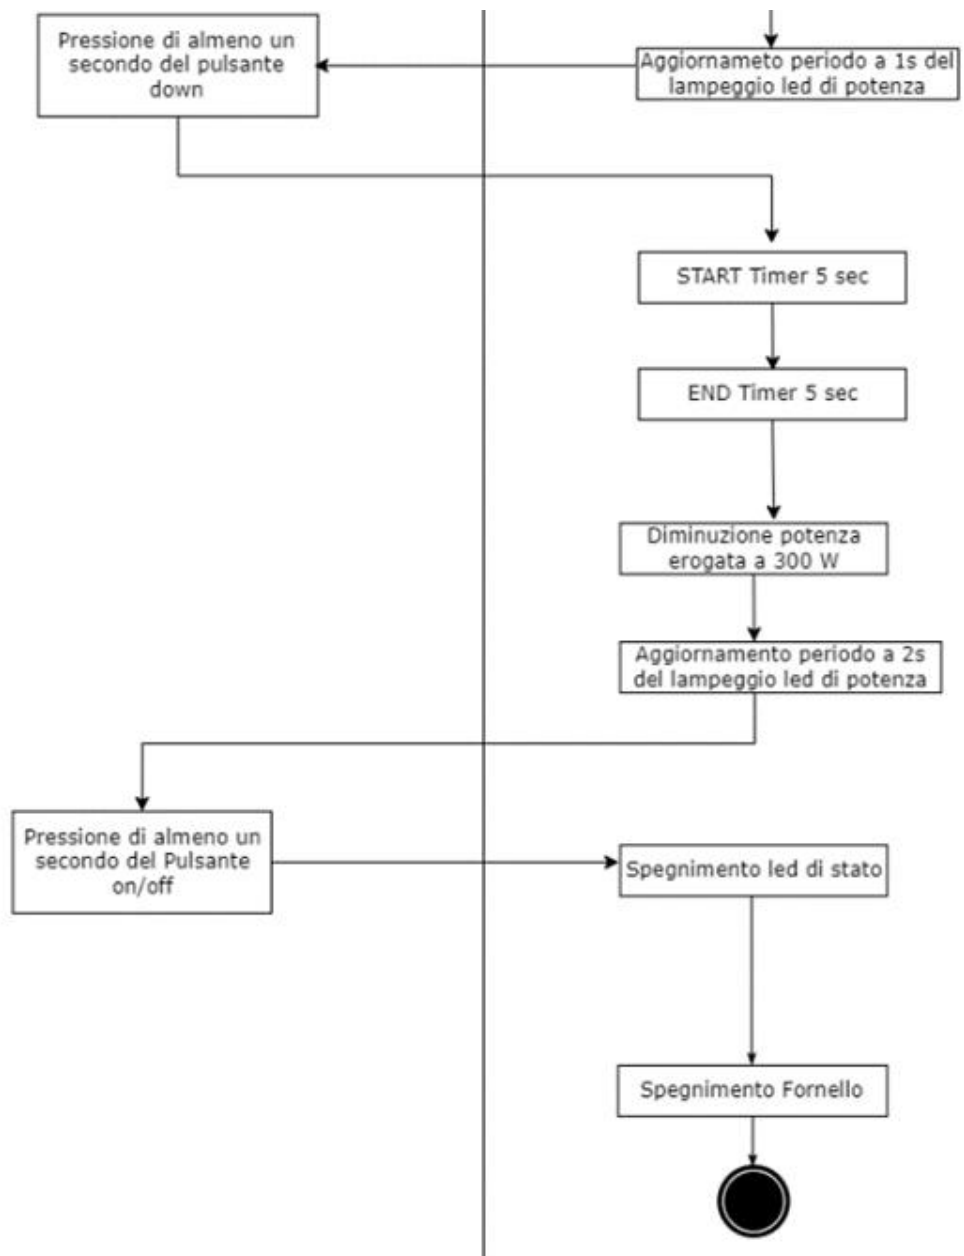 Pressione di almeno un
secondo del pulsante
down
Aggiornameto periodo a 1s del
lampeggio led di potenza
START Timer 5 sec
END Timer 5 sec
Diminuzione potenza
erogata a 300 W
Aggiornamento periodo a 2s
del lampeggio led di potenza
Pressione di almeno un
secondo del Pulsante
on/off
Spegnimento led di stato
Spegnimento Fornello